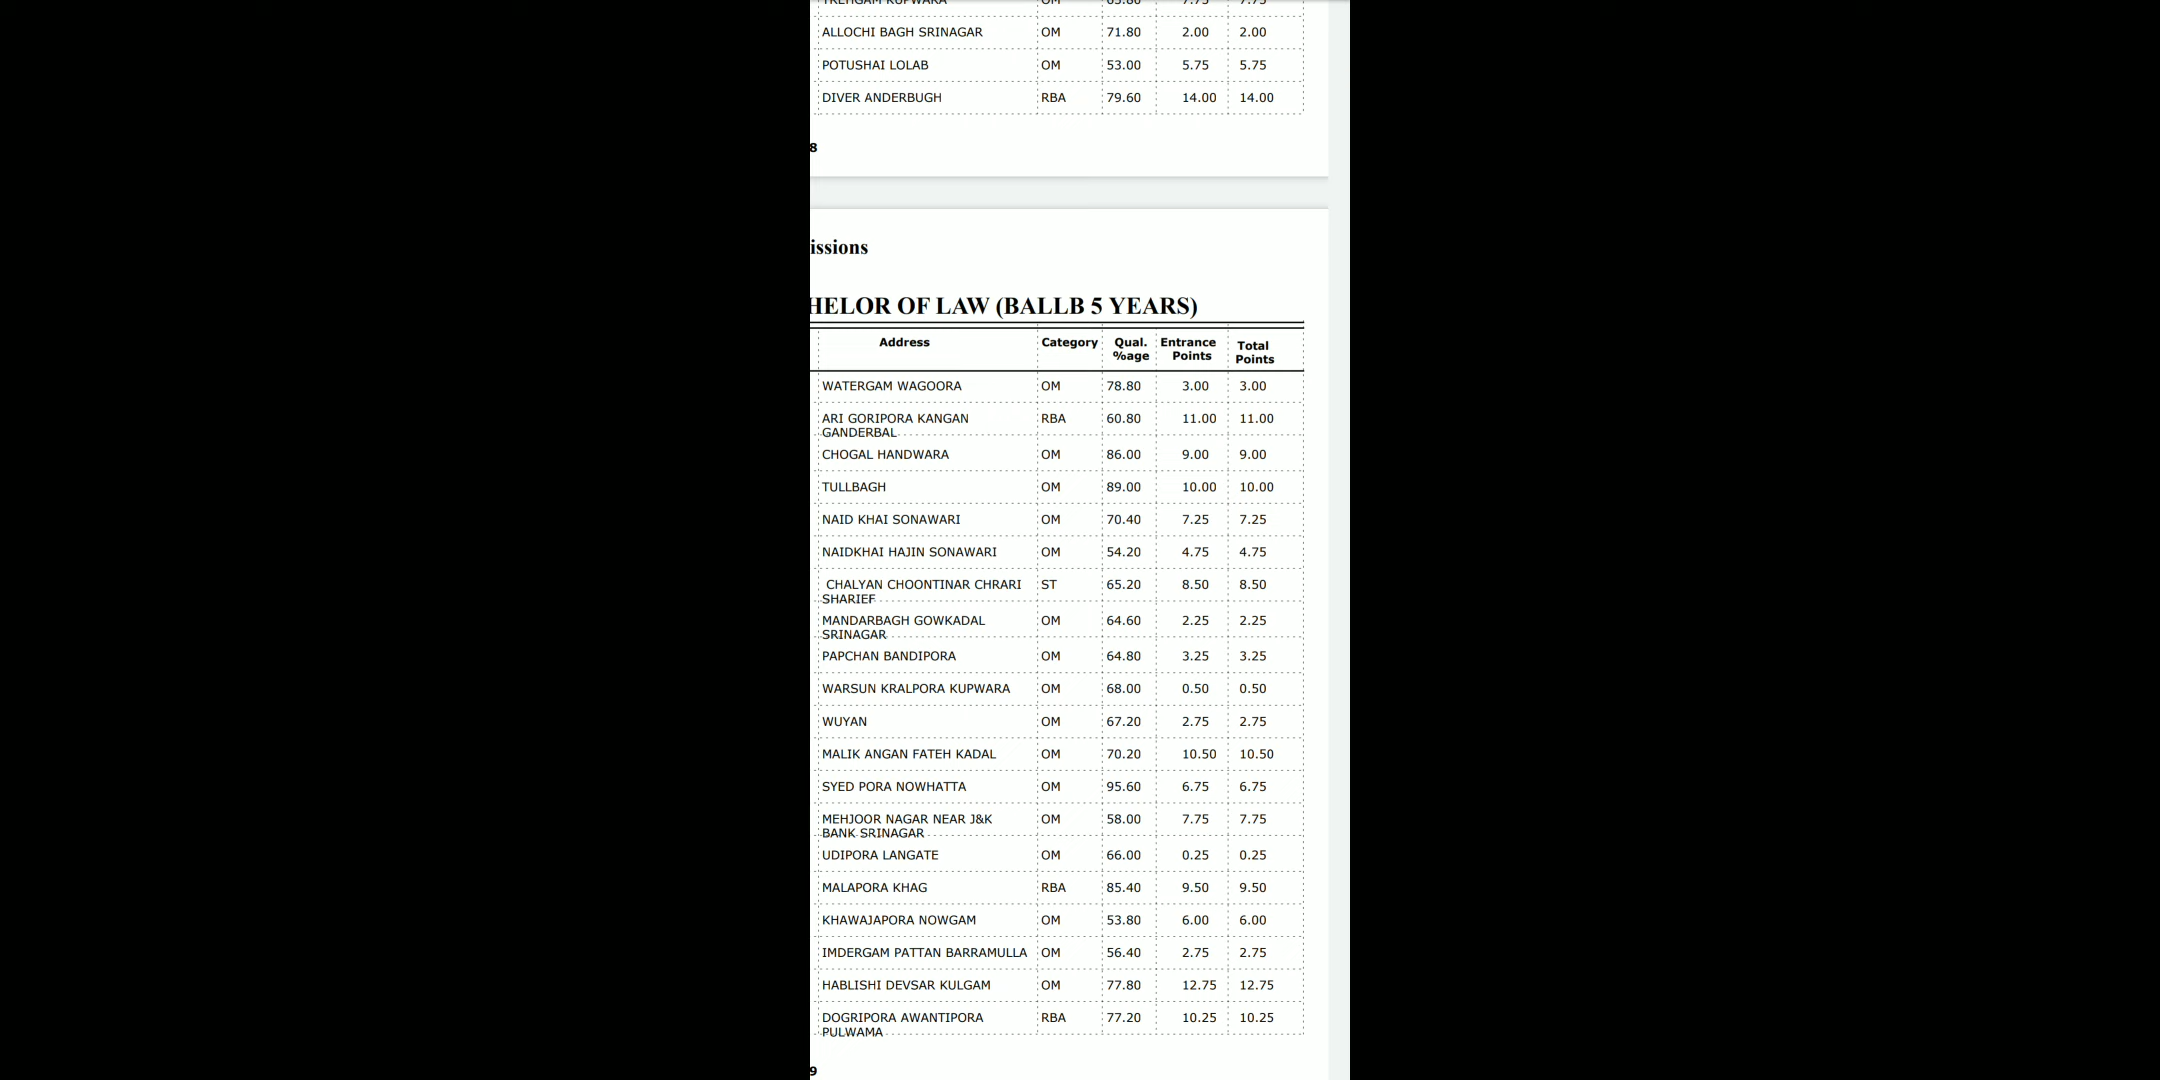 ALLOCHI BAGH SRINAGAR OM 71.80 2.00 2.00
POTUSHAI LOLAB OM 53.00 5.75 5.75
DIVER ANDERBUGH RBA 79.60 14.00 14.00
8
issions
HELOR OF LAW (BALLB 5 YEARS)
Address Category Qual. %age Entrance Points Total Points
WATERGAM WAGOORA OM 78.80 3.00 3.00
ARI GORIPORA KANGAN RBA 60.80 11.00 11.00
GANDERBAL
CHOGAL HANDWARA OM 86.00 9.00 9.00
TULLBAGH OM 89.00 10.00 10.00
NAID KHAI SONAWARI OM 70.40 7.25 7.25
NAIDKHAI HAJIN SONAWARI OM 54.20 4.75 4.75
CHALYAN CHOONTINAR CHRARI ST 65.20 8.50 8.50
SHARIEF
MANDARBAGH GOWKADAL OM 64.60 2.25 2.25
SRINAGAR
PAPCHAN BANDIPORA OM 64.80 3.25 3.25
WARSUN KRALPORA KUPWARA OM 68.00 0.50 0.50
WUYAN OM 67.20 2.75 2.75
MALIK ANGAN FATEH KADAL OM 70.20 10.50 10.50
SYED PORA NOWHATTA OM 95.60 6.75 6.75
MEHJOOR NAGAR NEAR J&K OM 58.00 7.75 7.75
BANK SRINAGAR
UDIPORA LANGATE OM 66.00 0.25 0.25
MALAPORA KHAG RBA 85.40 9.50 9.50
KHAWAJAPORA NOWGAM OM 53.80 6.00 6.00
IMDERGAM PATTAN BARRAMULLA OM 56.40 2.75 2.75
HABLISHI DEVSAR KULGAM OM 77.80 12.75 12.75
DOGRIPORA AWANTIPORA RBA 77.20 10.25 10.25
PULWAMA
9